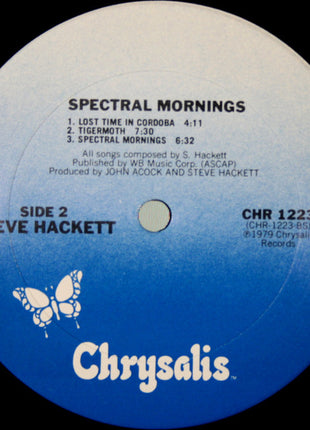 SPECTRAL MORNINGS
1. LOST TIME IN CORDOBA 4:11
2. TIGERMOTH 7:30
3. SPECTRAL MORNINGS 6:32
All songs composed by S. Hackett
Published by WB Music Corp. (ASCAP)
Produced by JOHN ACOCK AND STEVE HACKETT
SIDE 2
EVE HACKETT
CHR 1223
(CHR-1223-BS)
℗1979 Chrysalis
Records
Chrysalis™